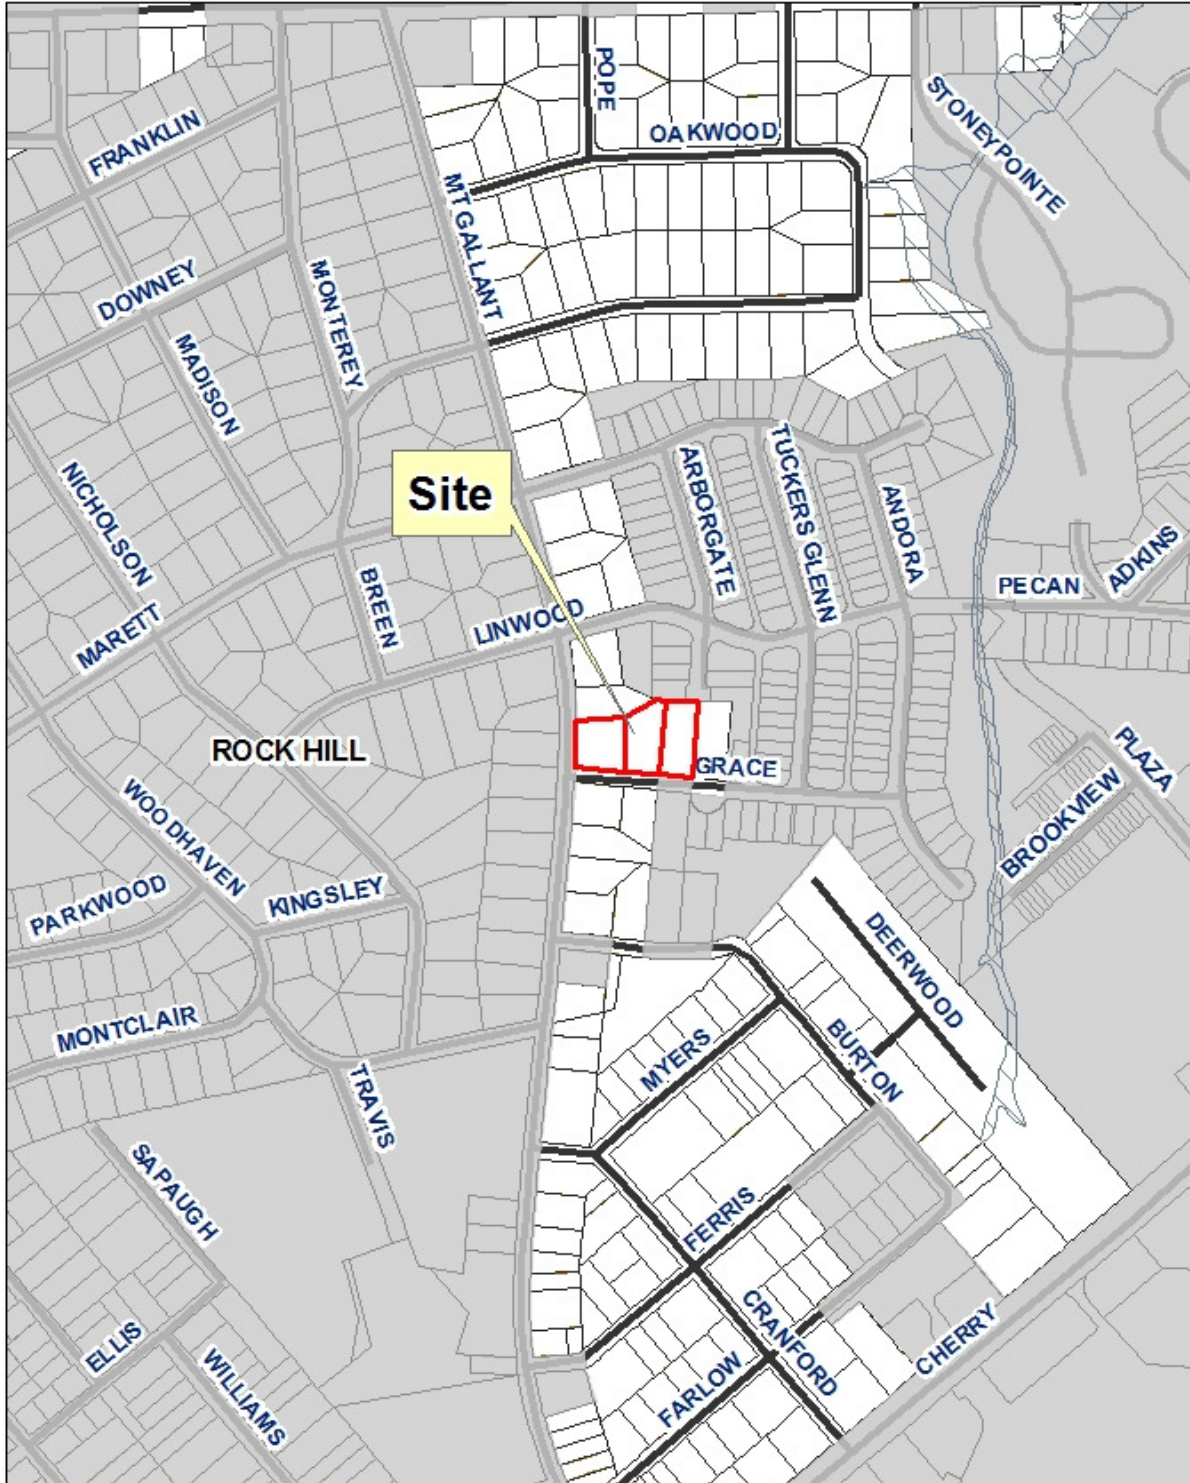 POPE
OAKWOOD
STONEYPOINTE
FRANKLIN
MT GALLANT
DOWNEY
MONTEREY
MADISON
Site
TUCKERS GLENN
ARBORGATE
NICHOLSON
ANDORA
ADKINS
PECAN
BREEN
LINWOOD
MARETT
ROCK HILL
GRACE
PLAZA
WOODHAVEN
BROOKVIEW
PARKWOOD
KINGSLEY
DEERWOOD
MONTCLAIR
MYERS
BURTON
TRAVIS
SAPAUGH
FERRIS
CRANFORD
CHERRY
ELLIS
WILLIAMS
FARLOW